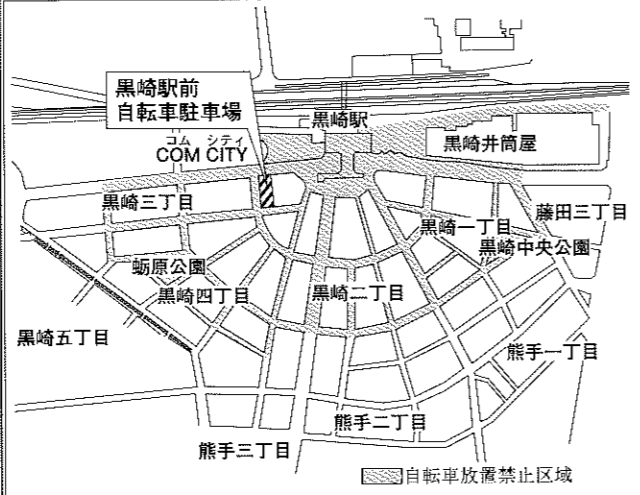 黒崎駅前
自転車駐車場
黒崎駅
コム シティ
COM CITY
黒崎井筒屋
黒崎三丁目
藤田三丁目
黒崎一丁目
黒崎中央公園
蛎原公園
黒崎四丁目
黒崎二丁目
黒崎五丁目
熊手一丁目
熊手二丁目
熊手三丁目
自転車放置禁止区域